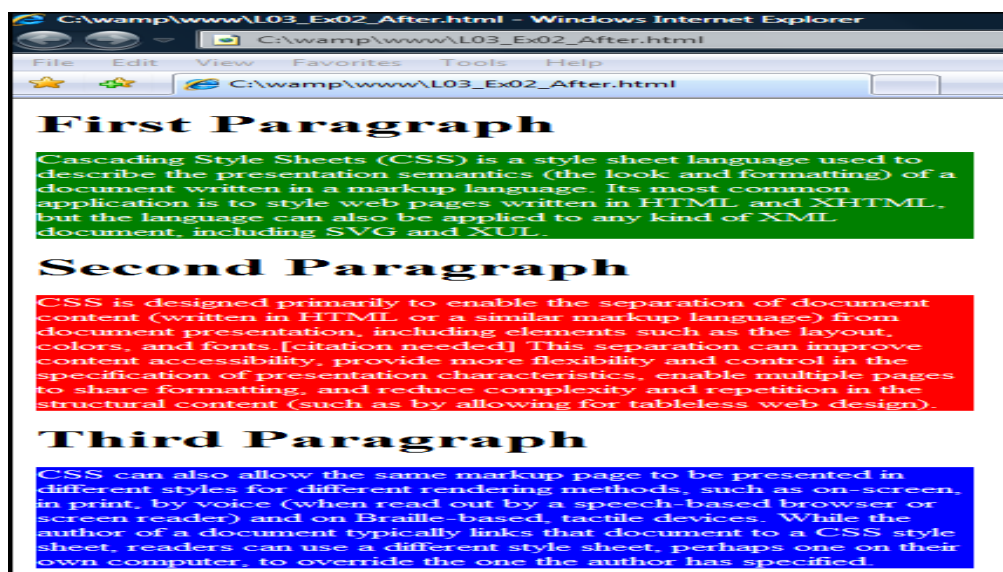 C:\wamp\www\L03_Ex02_After.html - Windows Internet Explorer
C:\wamp\www\L03_Ex02_After.html
File Edit View Favorites Tools Help
C:\wamp\www\L03_Ex02_After.html
First Paragraph
Cascading Style Sheets (CSS) is a style sheet language used to
describe the presentation semantics (the look and formatting) of a
document written in a markup language. Its most common
application is to style web pages written in HTML and XHTML,
but the language can also be applied to any kind of XML
document, including SVG and XUL.
Second Paragraph
CSS is designed primarily to enable the separation of document
content (written in HTML or a similar markup language) from
document presentation, including elements such as the layout,
colors, and fonts.[citation needed] This separation can improve
content accessibility, provide more flexibility and control in the
specification of presentation characteristics, enable multiple pages
to share formatting, and reduce complexity and repetition in the
structural content (such as by allowing for tableless web design).
Third Paragraph
CSS can also allow the same markup page to be presented in
different styles for different rendering methods, such as on-screen,
in print, by voice (when read out by a speech-based browser or
screen reader) and on Braille-based, tactile devices. While the
author of a document typically links that document to a CSS style
sheet, readers can use a different style sheet, perhaps one on their
own computer, to override the one the author has specified.